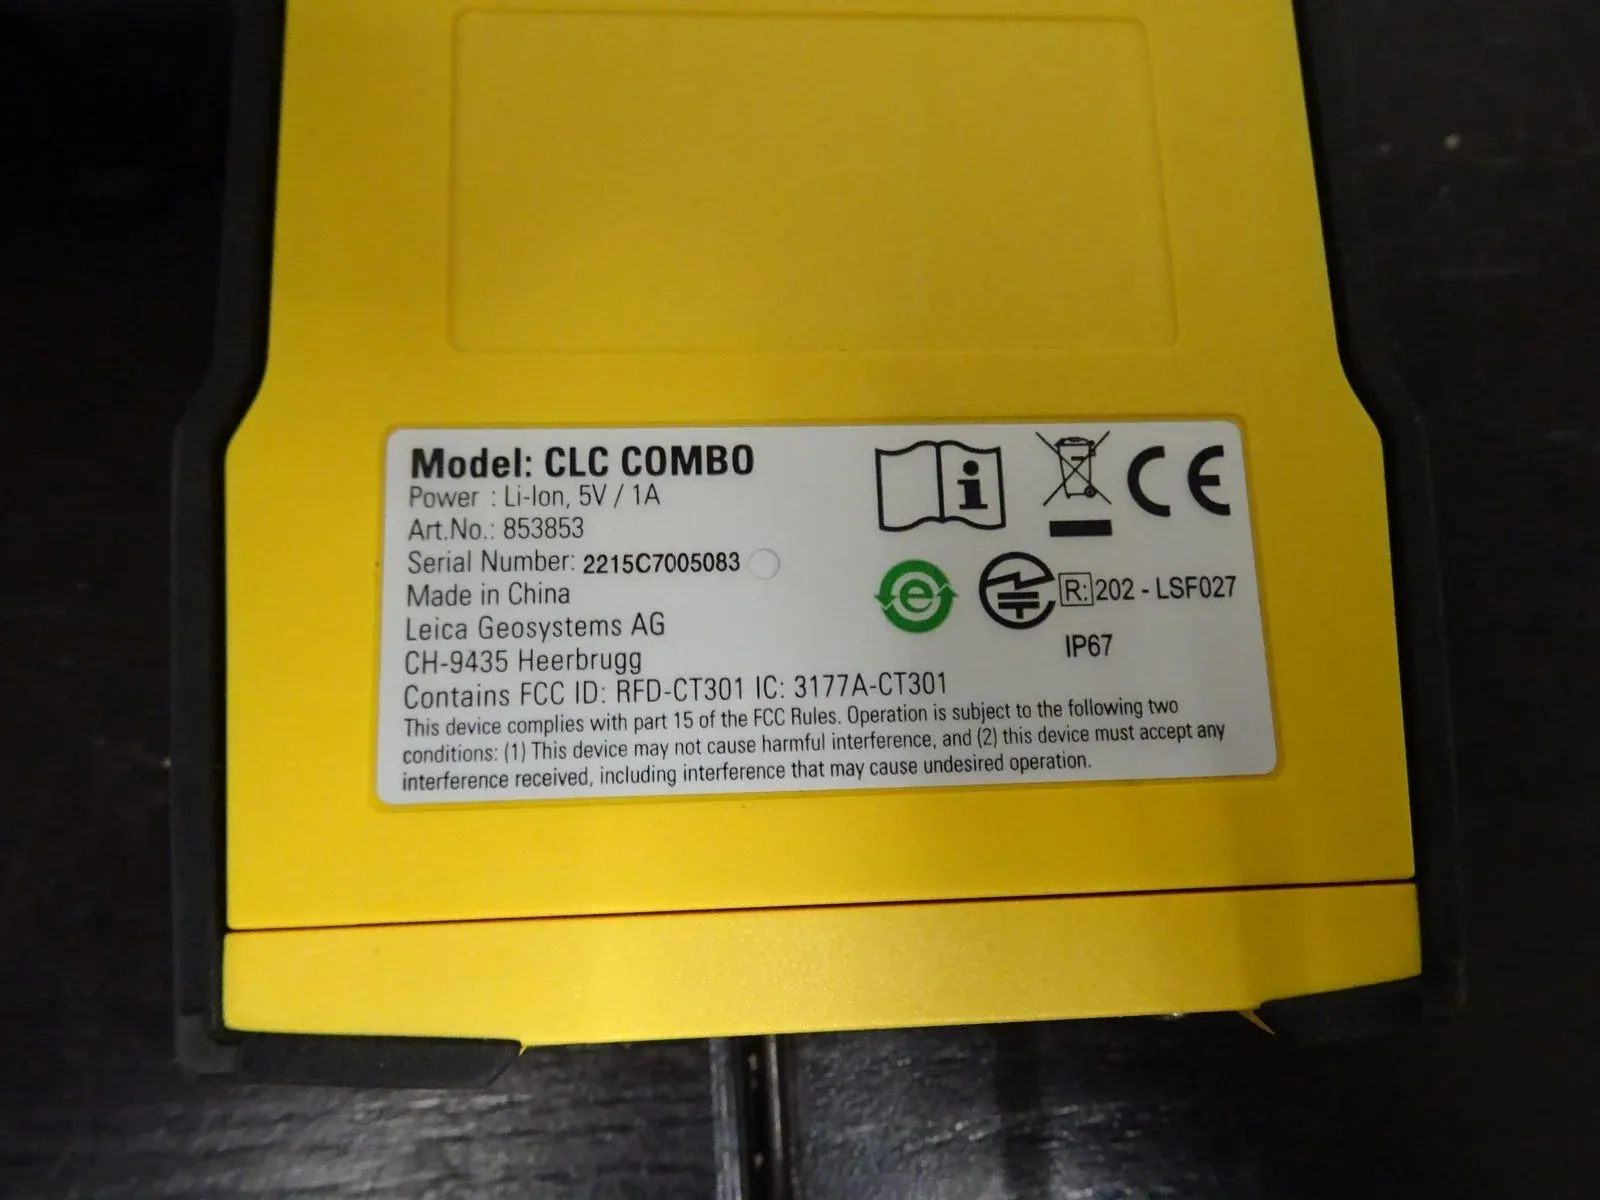 Model: CLC COMBO
Power : Li-Ion, 5V / 1A
Art.No.: 853853
Serial Number: 2215C7005083
Made in China
Leica Geosystems AG
CH-9435 Heerbrugg
Contains FCC ID: RFD-CT301 IC: 3177A-CT301
This device complies with part 15 of the FCC Rules. Operation is subject to the following two
conditions: (1) This device may not cause harmful interference, and (2) this device must accept any
interference received, including interference that may cause undesired operation.
i
CE
e
R: 202 - LSF027
IP67